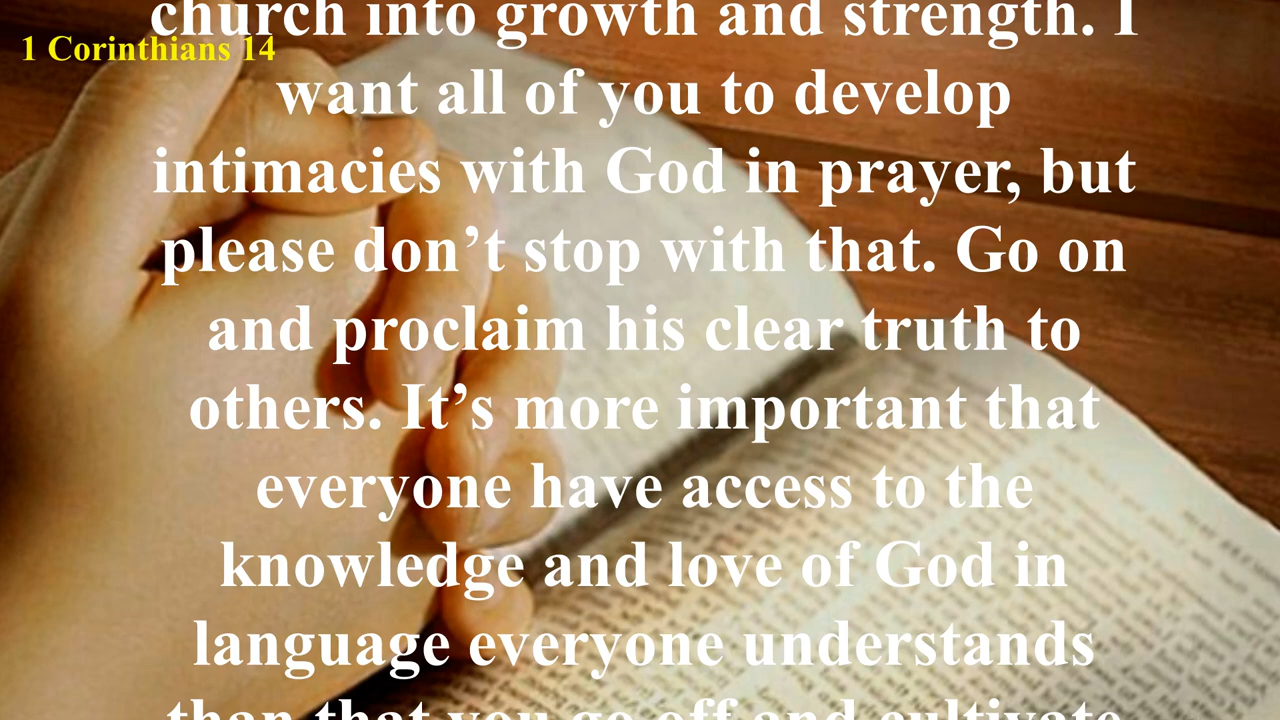 church into growth and strength. I
1 Corinthians 14
want all of you to develop
intimacies with God in prayer, but
please don’t stop with that. Go on
and proclaim his clear truth to
others. It’s more important that
everyone have access to the
knowledge and love of God in
language everyone understands
than that you go off and cultivate